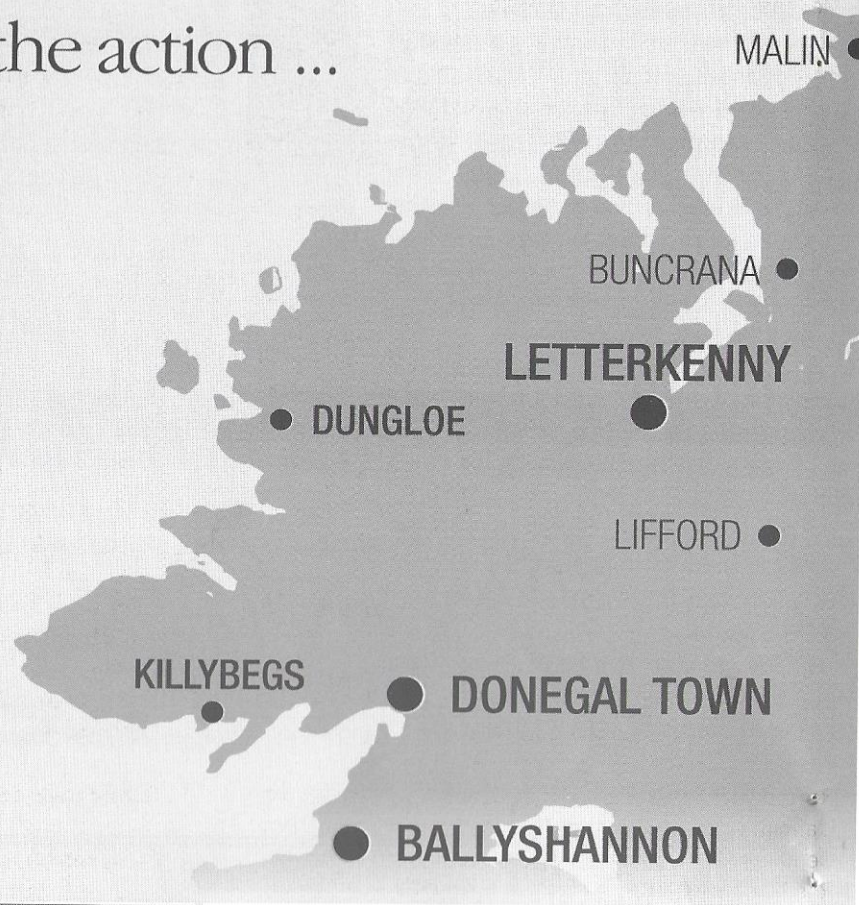 the action ...
MALIN
BUNCRANA
LETTERKENNY
DUNGLOE
LIFFORD
KILLYBEGS
DONEGAL TOWN
BALLYSHANNON